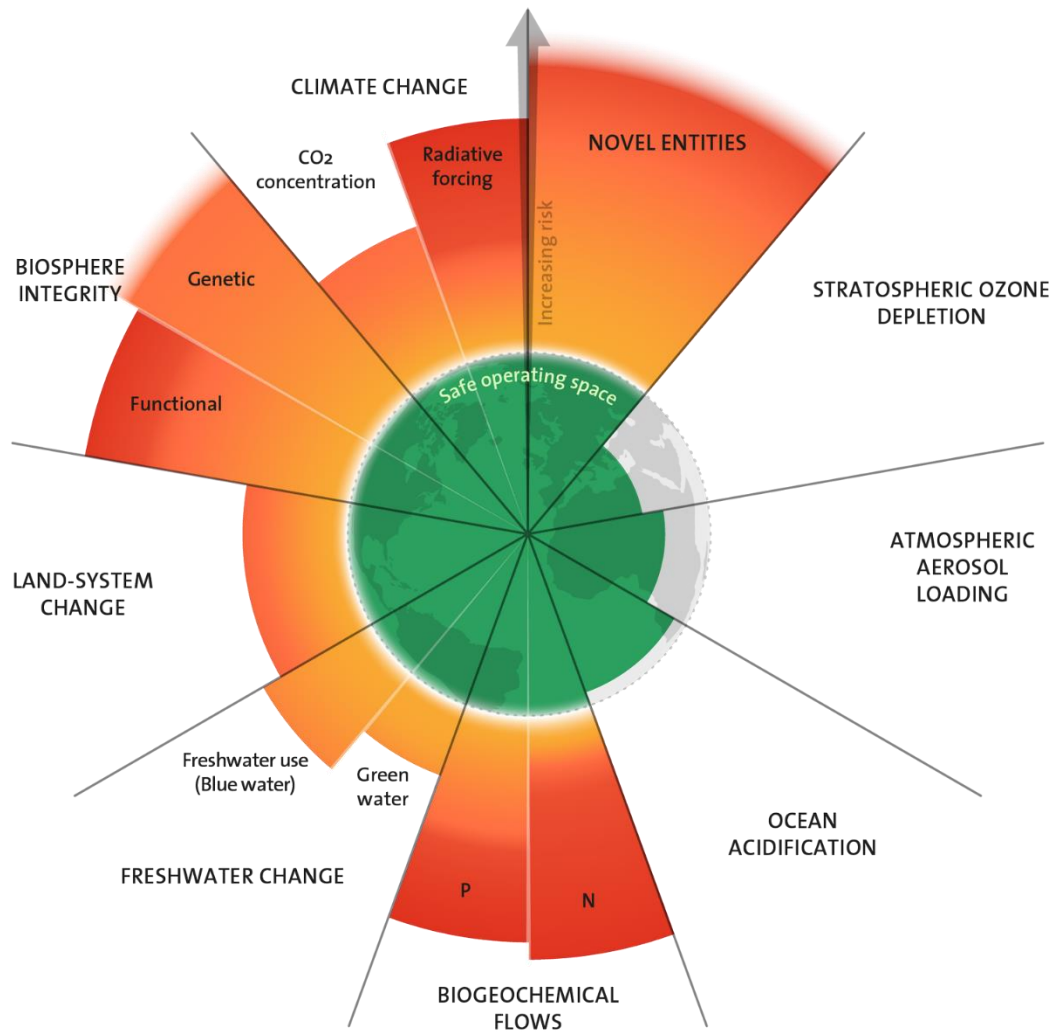 CLIMATE CHANGE
CO2
concentration
Radiative
forcing
Increasing risk
NOVEL ENTITIES
STRATOSPHERIC OZONE
DEPLETION
ATMOSPHERIC
AEROSOL
LOADING
OCEAN
ACIDIFICATION
BIOGEOCHEMICAL
FLOWS
P
N
FRESHWATER CHANGE
Freshwater use
(Blue water)
Green
water
LAND-SYSTEM
CHANGE
BIOSPHERE
INTEGRITY
Genetic
Functional
Safe operating space